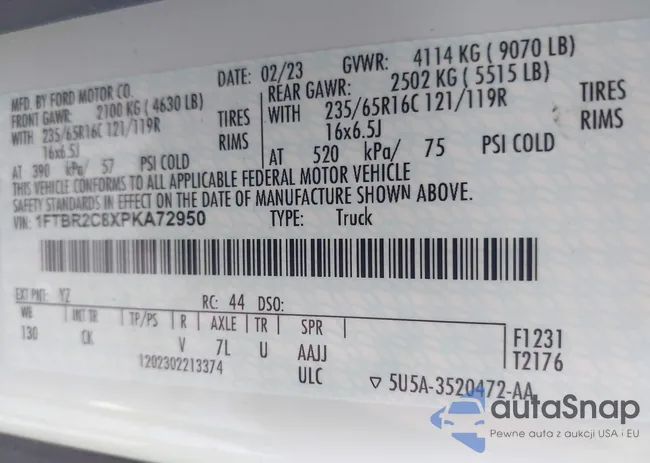 MFD. BY FORD MOTOR CO.
DATE: 02/23 GVWR: 4114 KG ( 9070 LB)
FRONT GAWR: 2100 KG ( 4630 LB) REAR GAWR: 2502 KG ( 5515 LB)
WITH 235/65R16C 121/119R TIRES WITH 235/65R16C 121/119R TIRES
16x6.5J RIMS 16x6.5J RIMS
AT 390 kPa/ 57 PSI COLD AT 520 kPa/ 75 PSI COLD
THIS VEHICLE CONFORMS TO ALL APPLICABLE FEDERAL MOTOR VEHICLE
SAFETY STANDARDS IN EFFECT ON THE DATE OF MANUFACTURE SHOWN ABOVE.
VIN: 1FTBR2C8XPKA72950 TYPE: Truck
EXT PNT: YZ RC: 44 DSO:
WB INT TR TP/PS R AXLE TR SPR
130 CK V 7L U AAJJ
F1231
T2176
1202302213374 ULC
▽ 5U5A-3520472-AA
autaSnap
Pewne auta z aukcji USA i EU